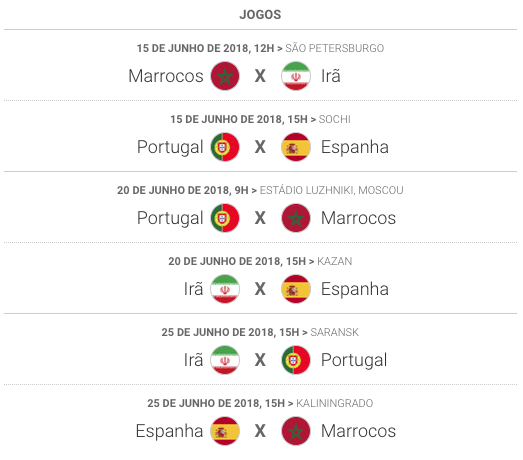 JOGOS
15 DE JUNHO DE 2018, 12H > SÃO PETERSBURGO
Marrocos X Irã
15 DE JUNHO DE 2018, 15H > SOCHI
Portugal X Espanha
20 DE JUNHO DE 2018, 9H > ESTÁDIO LUZHNIKI, MOSCOU
Portugal X Marrocos
20 DE JUNHO DE 2018, 15H > KAZAN
Irã X Espanha
25 DE JUNHO DE 2018, 15H > SARANSK
Irã X Portugal
25 DE JUNHO DE 2018, 15H > KALININGRADO
Espanha X Marrocos